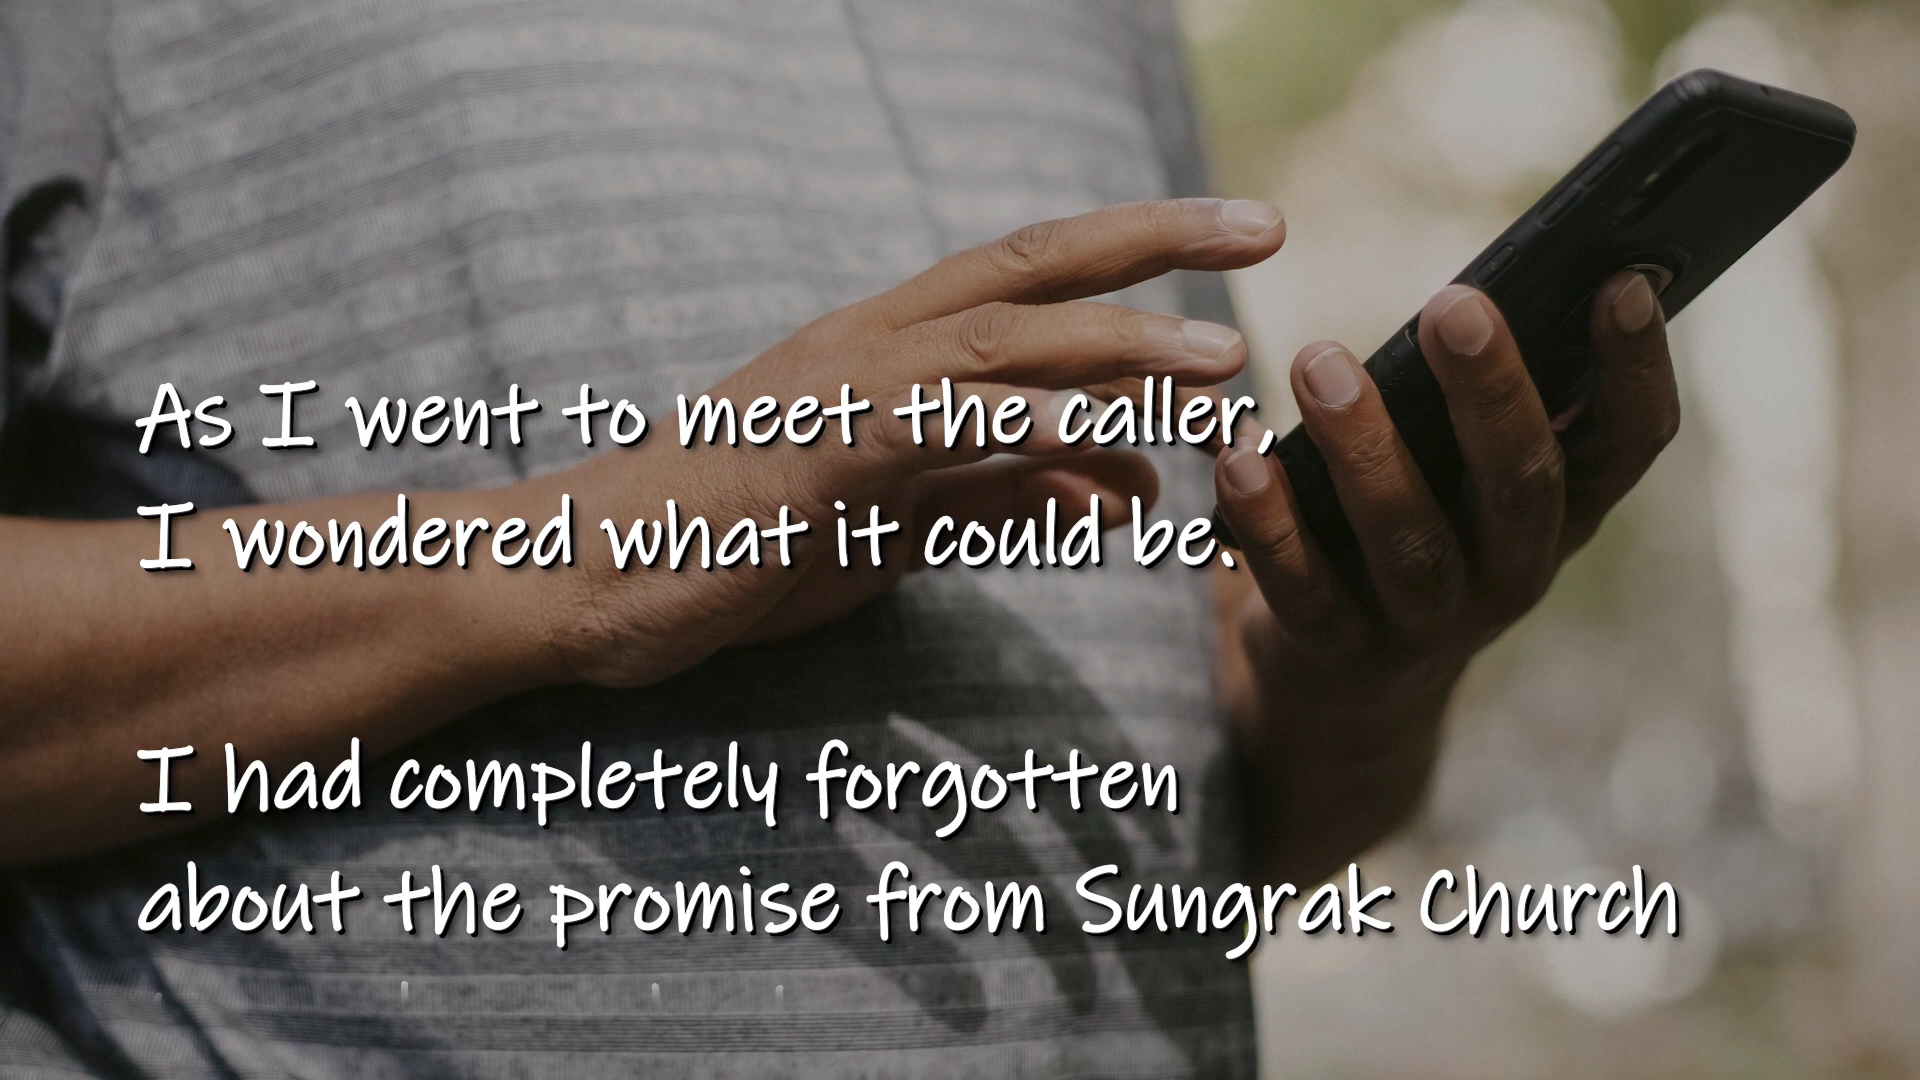 As I went to meet the caller,
I wondered what it could be.
I had completely forgotten
about the promise from Sungrak Church